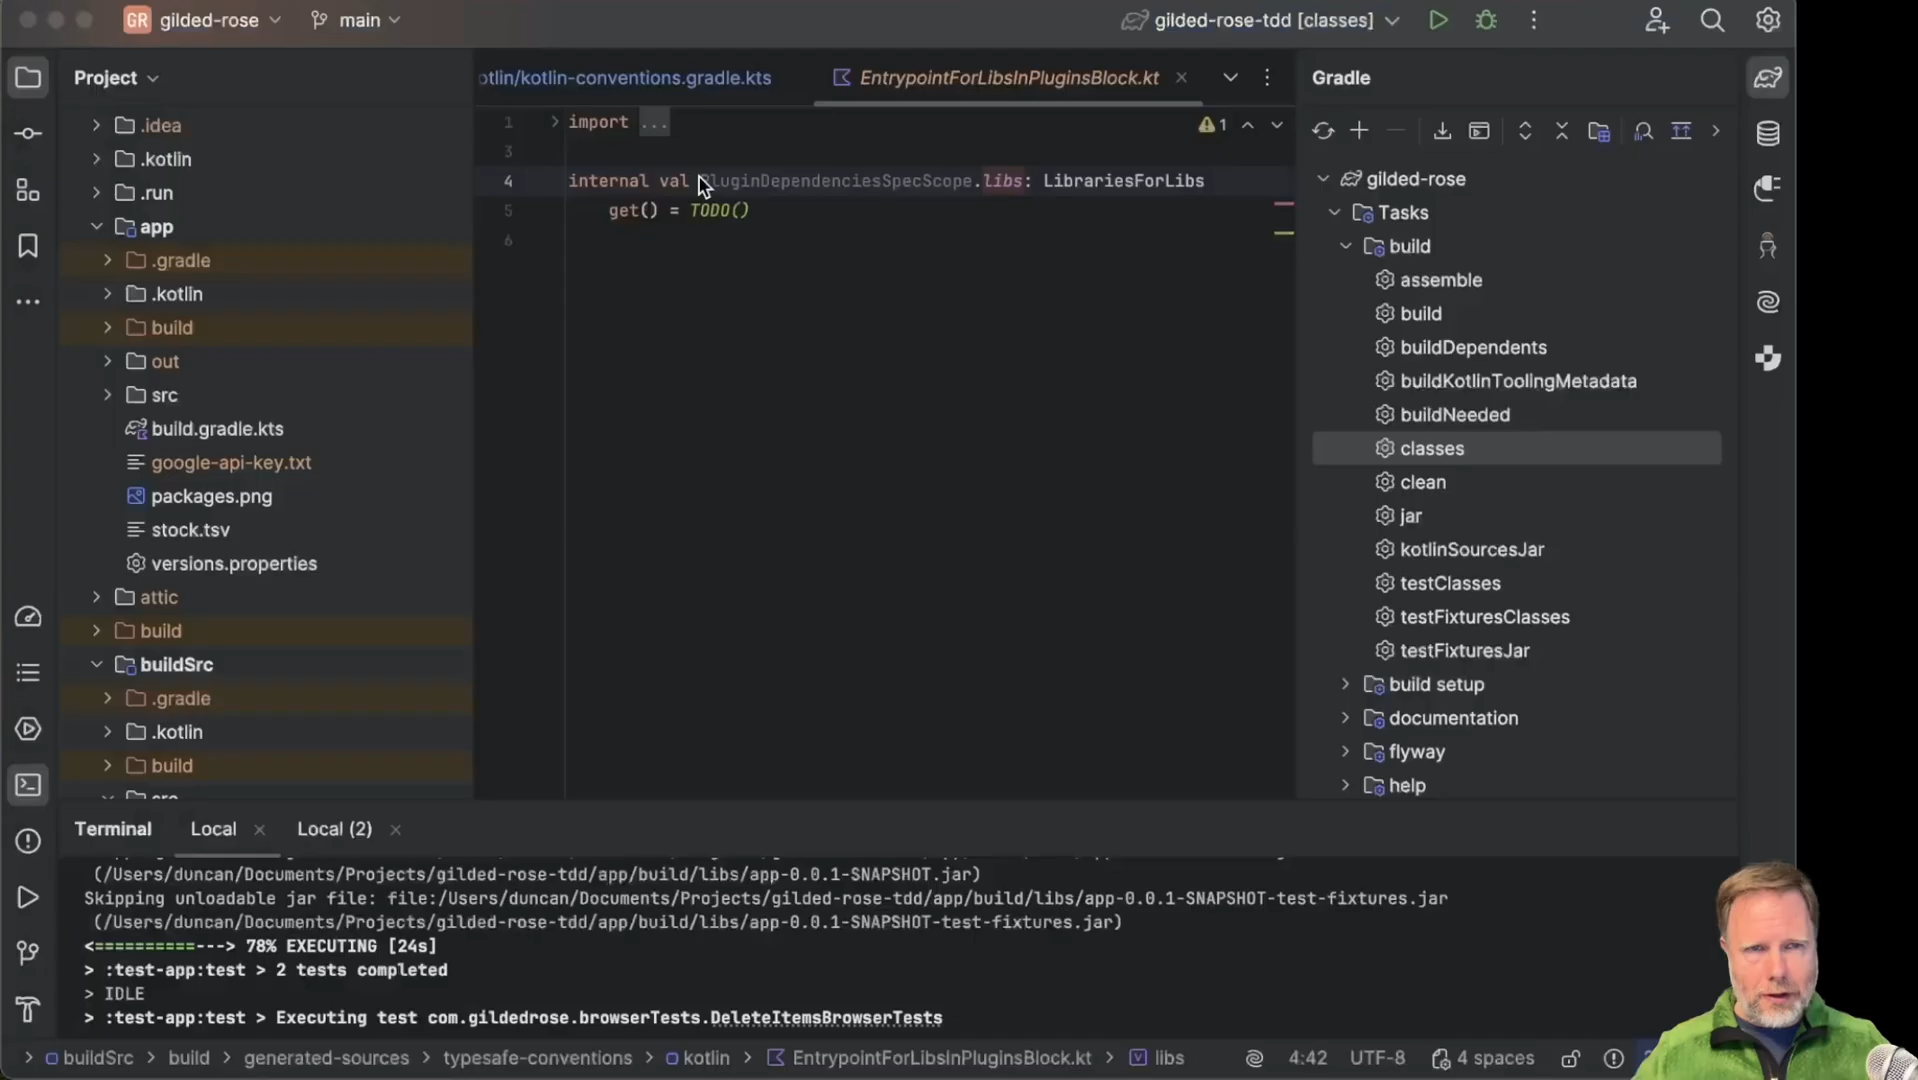 GR gilded-rose main gilded-rose-tdd [classes]
Project
.idea
.kotlin
.run
app
.gradle
.kotlin
build
out
src
build.gradle.kts
google-api-key.txt
packages.png
stock.tsv
versions.properties
attic
build
buildSrc
.gradle
.kotlin
build
otlin/kotlin-conventions.gradle.kts EntrypointForLibsInPluginsBlock.kt
1 import ...
1
3
4 internal val PluginDependenciesSpecScope.libs: LibrariesForLibs
5 get() = TODO()
6
Gradle
gilded-rose
Tasks
build
assemble
build
buildDependents
buildKotlinToolingMetadata
buildNeeded
classes
clean
jar
kotlinSourcesJar
testClasses
testFixturesClasses
testFixturesJar
build setup
documentation
flyway
help
Terminal Local Local (2)
(/Users/duncan/Documents/Projects/gilded-rose-tdd/app/build/libs/app-0.0.1-SNAPSHOT.jar)
Skipping unloadable jar file: file:/Users/duncan/Documents/Projects/gilded-rose-tdd/app/build/libs/app-0.0.1-SNAPSHOT-test-fixtures.jar
(/Users/duncan/Documents/Projects/gilded-rose-tdd/app/build/libs/app-0.0.1-SNAPSHOT-test-fixtures.jar)
<==========---> 78% EXECUTING [24s]
> :test-app:test > 2 tests completed
> IDLE
> :test-app:test > Executing test com.gildedrose.browserTests.DeleteItemsBrowserTests
> buildSrc > build > generated-sources > typesafe-conventions > kotlin > EntrypointForLibsInPluginsBlock.kt > libs 4:42 UTF-8 4 spaces